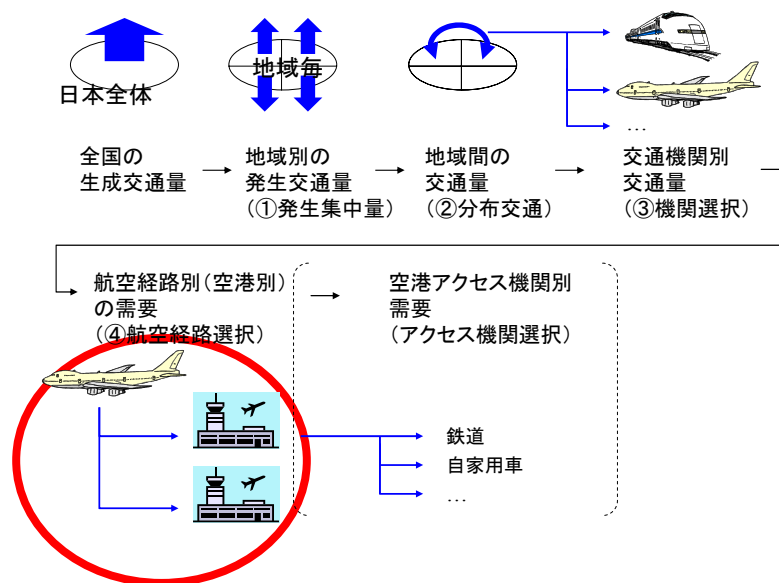 日本全体
地域毎
…
全国の
生成交通量
地域別の
発生交通量
(①発生集中量)
地域間の
交通量
(②分布交通)
交通機関別
交通量
(③機関選択)
航空経路別(空港別)
の需要
(④航空経路選択)
空港アクセス機関別
需要
(アクセス機関選択)
鉄道
自家用車
…